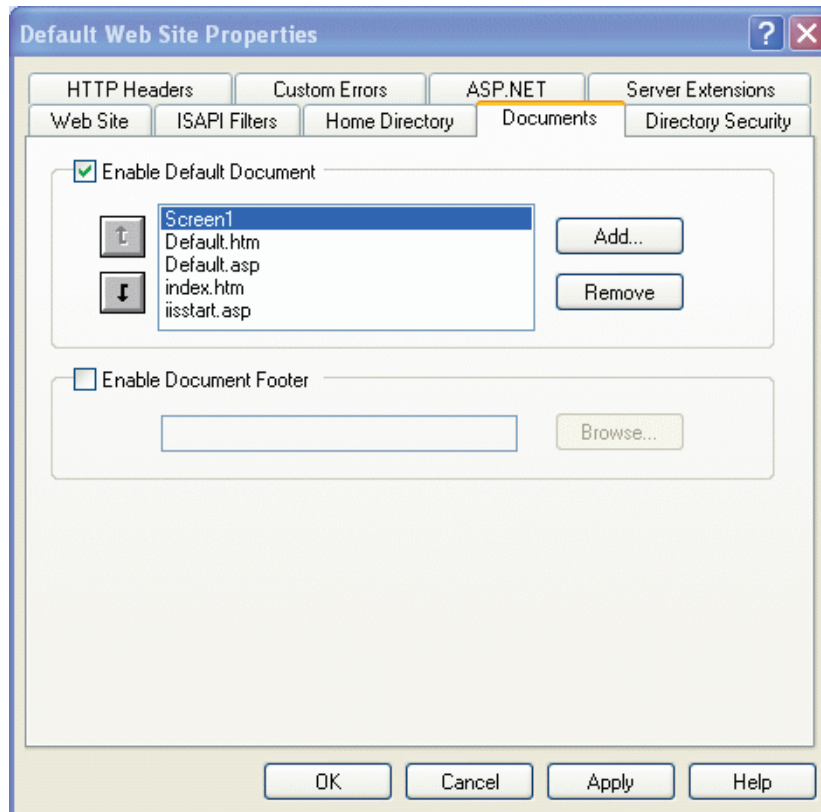 Default Web Site Properties
HTTP Headers Custom Errors ASP.NET Server Extensions
Web Site ISAPI Filters Home Directory Documents Directory Security
Enable Default Document
Screen1
Default.htm
Default.asp
index.htm
iisstart.asp
Add...
Remove
Enable Document Footer
Browse...
OK Cancel Apply Help